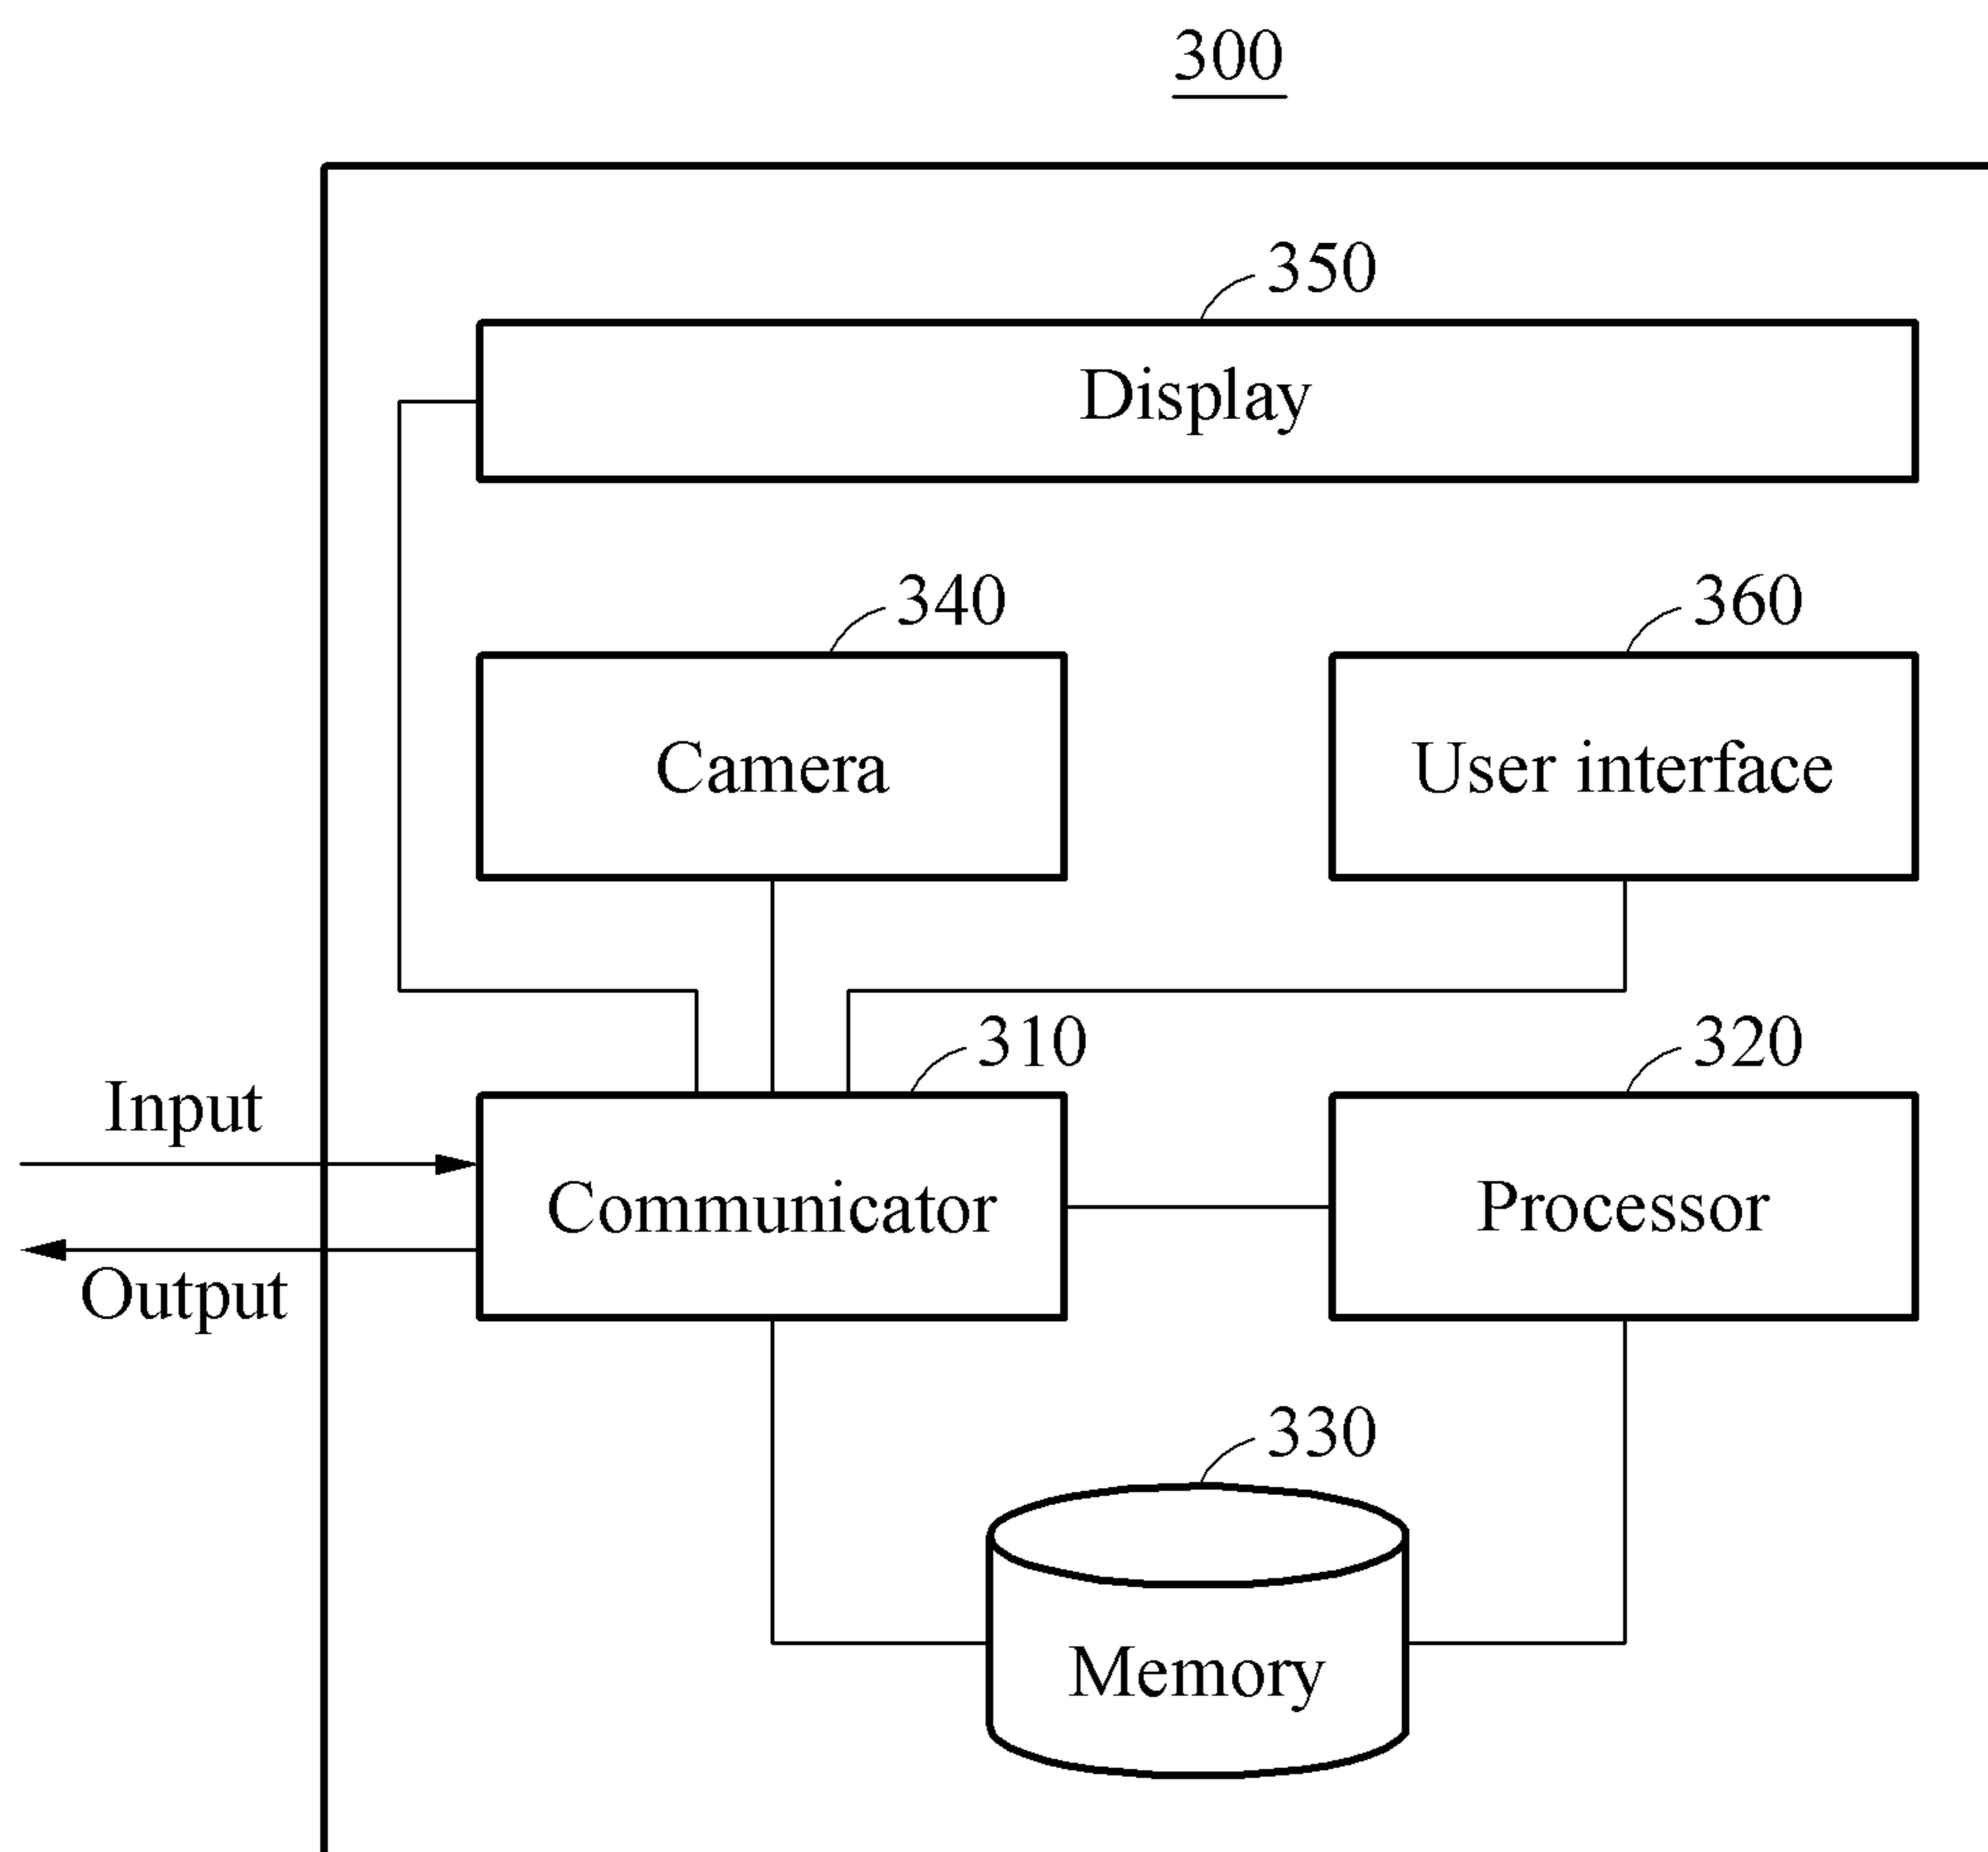 300
350
Display
340
360
Camera
User interface
310
320
Input
Communicator
Processor
Output
330
Memory